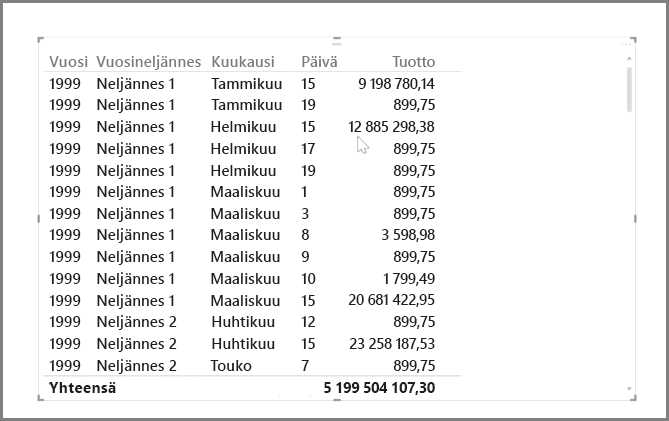 Vuosi Vuosineljännes Kuukausi Päivä Tuotto
1999 Neljännes 1 Tammikuu 15 9 198 780,14
1999 Neljännes 1 Tammikuu 19 899,75
1999 Neljännes 1 Helmikuu 15 12 885 298,38
1999 Neljännes 1 Helmikuu 17 899,75
1999 Neljännes 1 Helmikuu 19 899,75
1999 Neljännes 1 Maaliskuu 1 899,75
1999 Neljännes 1 Maaliskuu 3 899,75
1999 Neljännes 1 Maaliskuu 8 3 598,98
1999 Neljännes 1 Maaliskuu 9 899,75
1999 Neljännes 1 Maaliskuu 10 1 799,49
1999 Neljännes 1 Maaliskuu 15 20 681 422,95
1999 Neljännes 2 Huhtikuu 12 899,75
1999 Neljännes 2 Huhtikuu 15 23 258 187,53
1999 Neljännes 2 Touko 7 899,75
Yhteensä 5 199 504 107,30